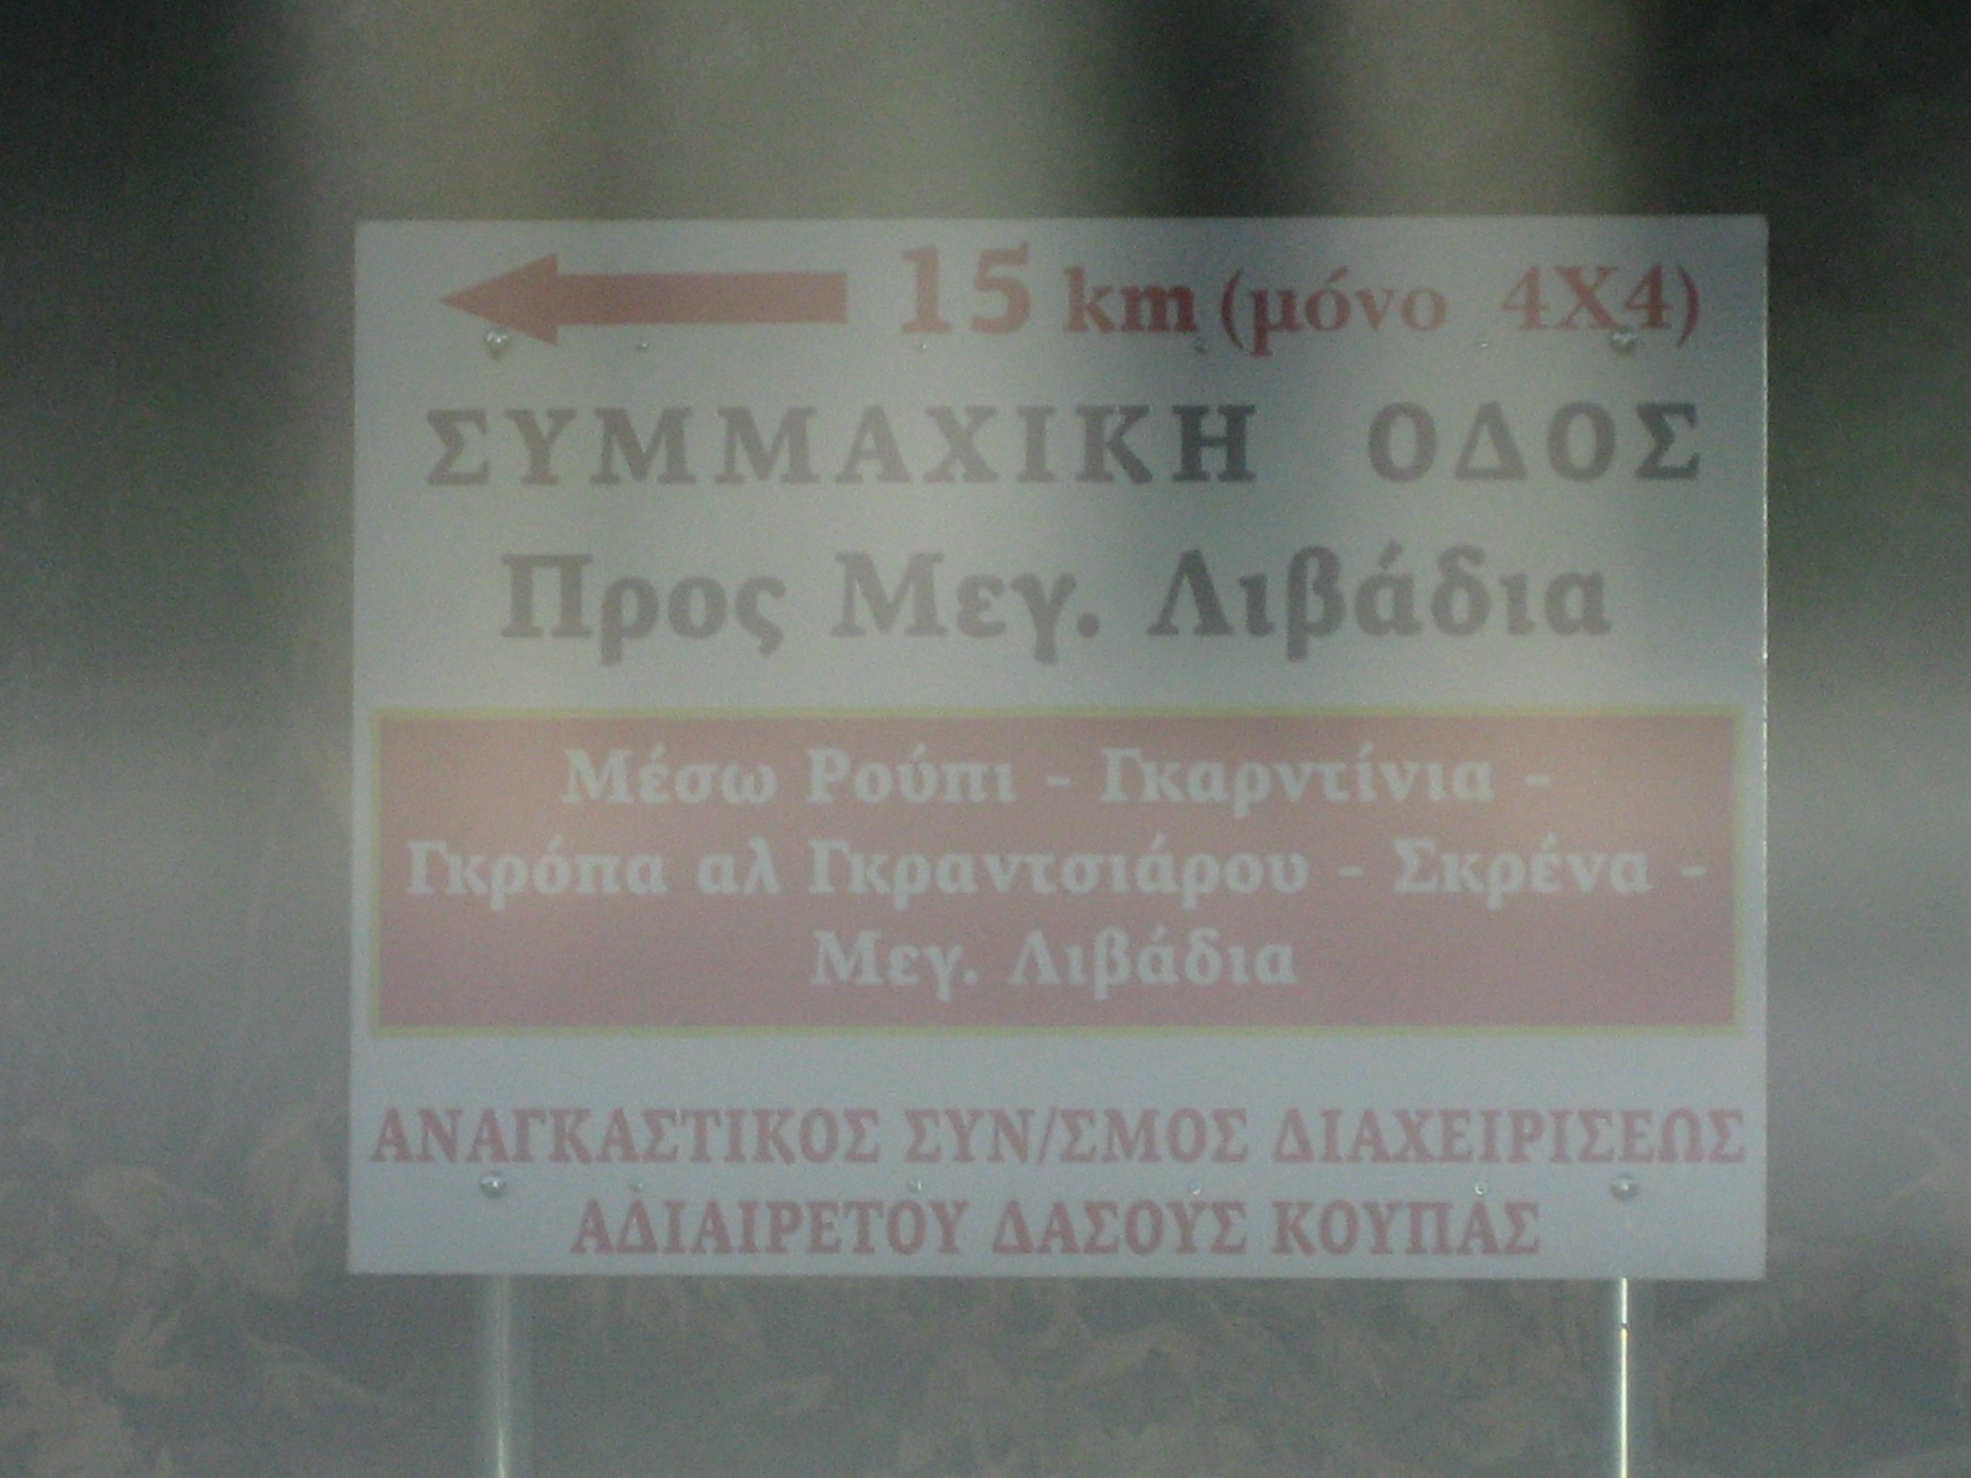 15 km (μόνο 4X4)
ΣΥΜΜΑΧΙΚΗ ΟΔΟΣ
Προς Μεγ. Λιβάδια
Μέσω Ρούπι - Γκαρντίνια -
Γκρόπα αλ Γκραντσιάρου - Σκρένα -
Μεγ. Λιβάδια
ΑΝΑΓΚΑΣΤΙΚΟΣ ΣΥΝ/ΣΜΟΣ ΔΙΑΧΕΙΡΙΣΕΩΣ
ΑΔΙΑΙΡΕΤΟΥ ΔΑΣΟΥΣ ΚΟΥΠΑΣ